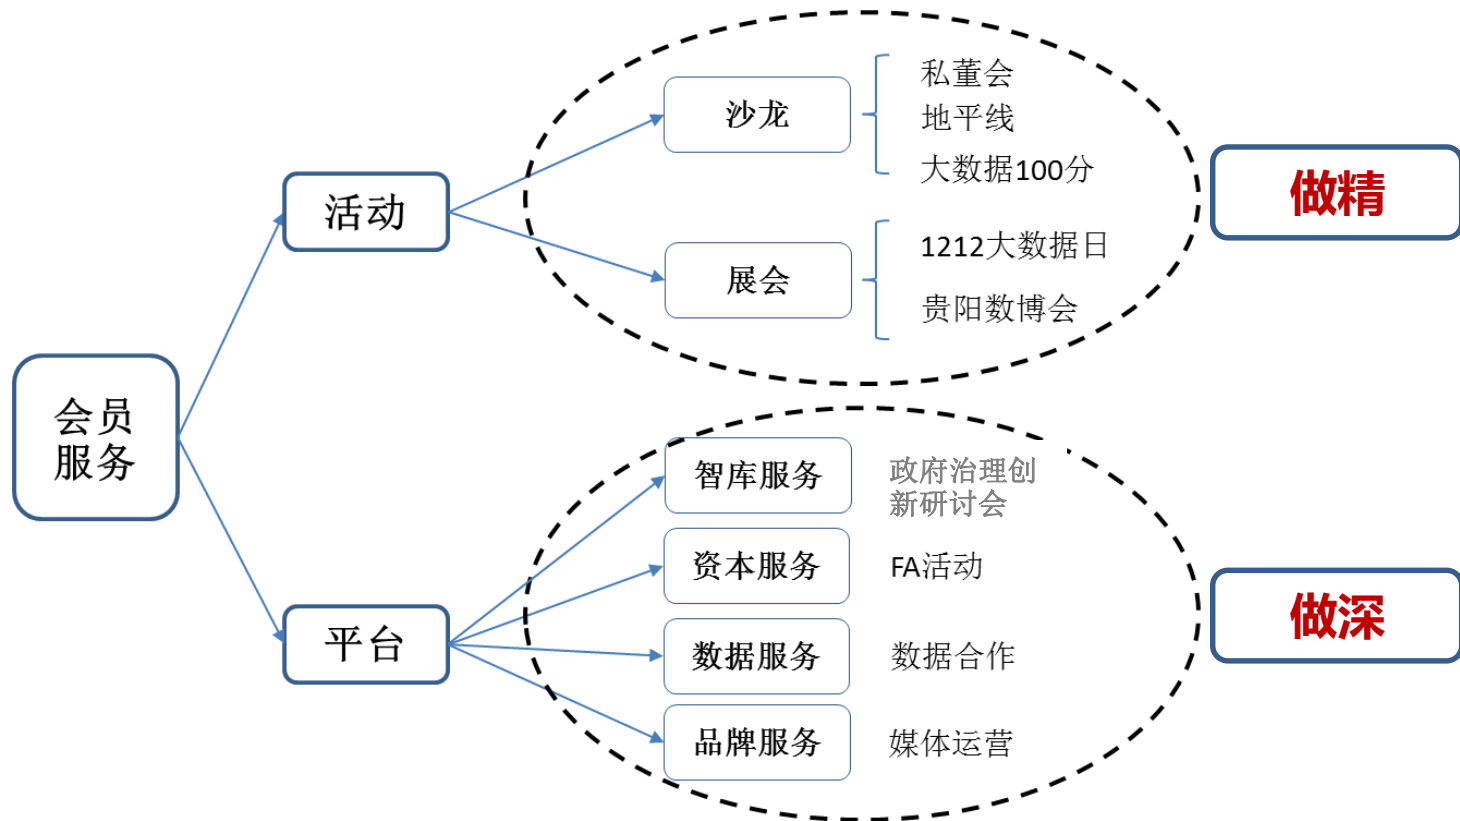 会员
服务
活动
平台
沙龙
私董会
地平线
大数据100分
展会
1212大数据日
贵阳数博会
做精
智库服务
政府治理创
新研讨会
资本服务
FA活动
数据服务
数据合作
品牌服务
媒体运营
做深